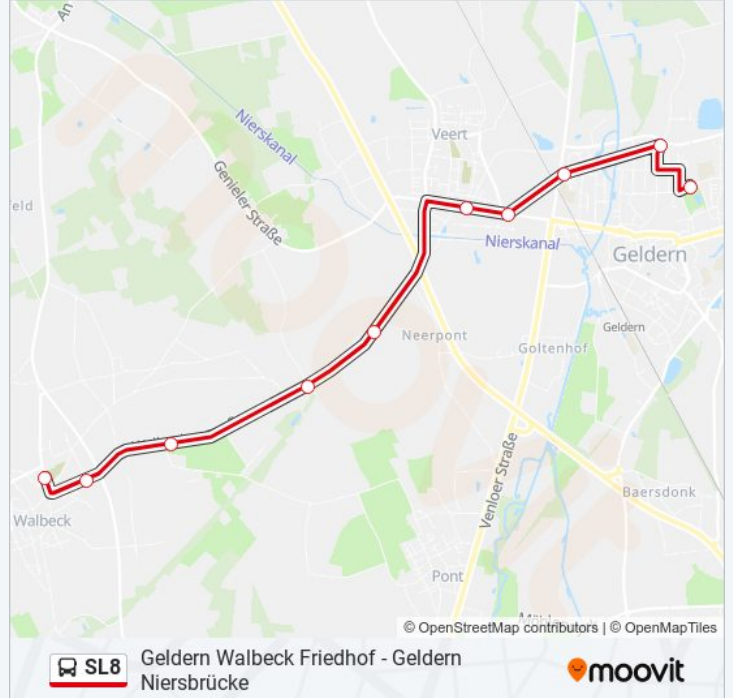 An
Nierskanal
Veert
Genieler Straße
feld
Nierskanal
Geldern
Geldern
Neerpont
Goltenhof
Venloer Straße
Baersdonk
Walbeck
Pont
© OpenStreetMap contributors | © OpenMapTiles
SL8
Geldern Walbeck Friedhof - Geldern
Niersbrücke
moovit